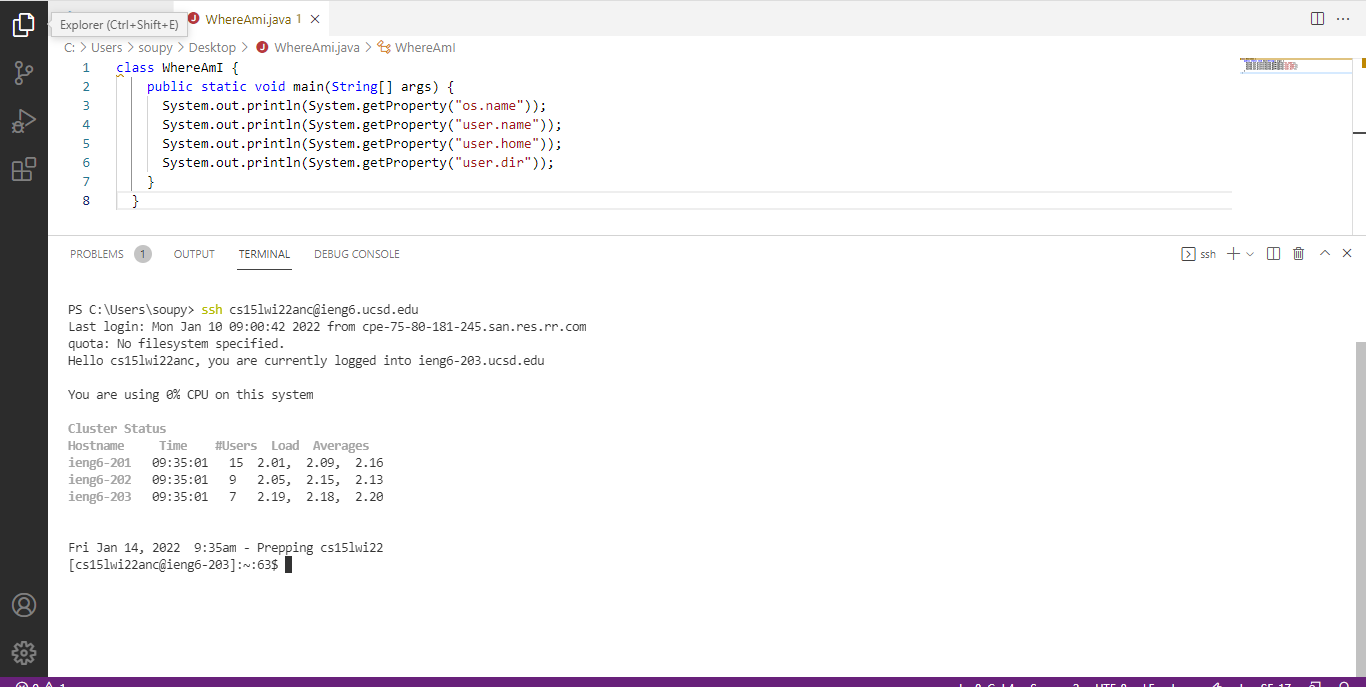 Explorer (Ctrl+Shift+E)
WhereAmi.java 1
C: > Users > soupy > Desktop > WhereAmi.java > WhereAmI
1 class WhereAmI {
2 public static void main(String[] args) {
3 System.out.println(System.getProperty("os.name"));
4 System.out.println(System.getProperty("user.name"));
5 System.out.println(System.getProperty("user.home"));
6 System.out.println(System.getProperty("user.dir"));
7 }
8 }
PROBLEMS 1 OUTPUT TERMINAL DEBUG CONSOLE ssh
PS C:\Users\soupy> ssh cs15lwi22anc@ieng6.ucsd.edu
Last login: Mon Jan 10 09:00:42 2022 from cpe-75-80-181-245.san.res.rr.com
quota: No filesystem specified.
Hello cs15lwi22anc, you are currently logged into ieng6-203.ucsd.edu
You are using 0% CPU on this system
Cluster Status
Hostname Time #Users Load Averages
ieng6-201 09:35:01 15 2.01, 2.09, 2.16
ieng6-202 09:35:01 9 2.05, 2.15, 2.13
ieng6-203 09:35:01 7 2.19, 2.18, 2.20
Fri Jan 14, 2022 9:35am - Prepping cs15lwi22
[cs15lwi22anc@ieng6-203]:~:63$